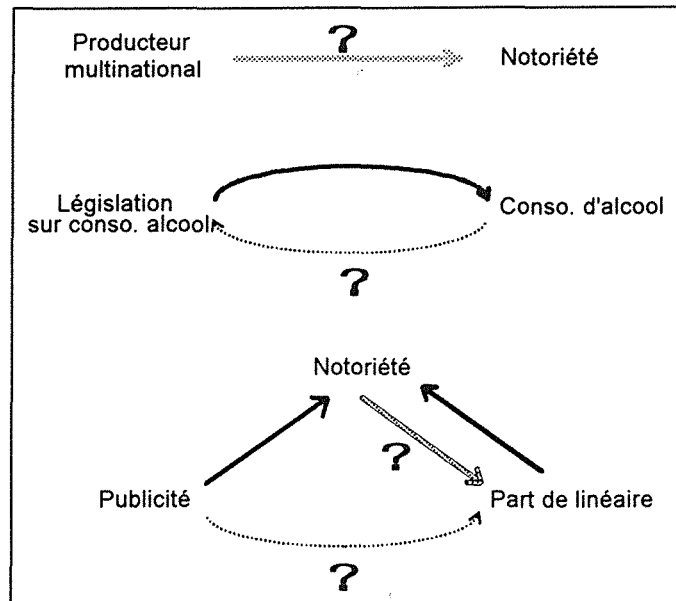 ?
Producteur
multinational
Notoriété
Législation
sur conso. alcool
Conso. d'alcool
?
Notoriété
?
Publicité
Part de linéaire
?